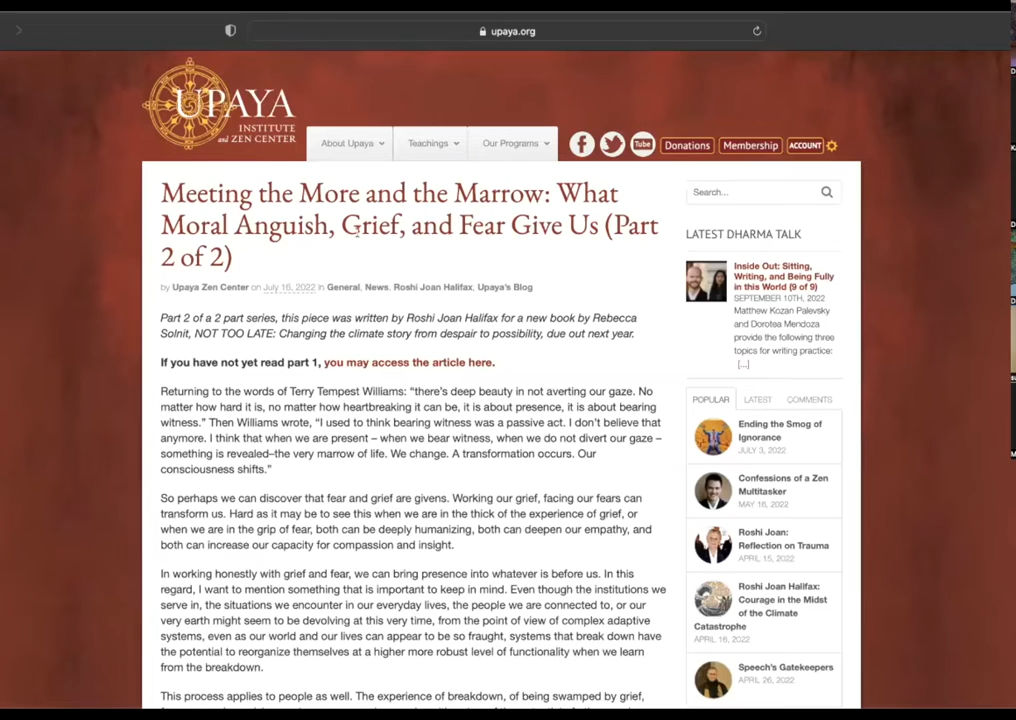 upaya.org
UPAYA
INSTITUTE
and ZEN CENTER
About Upaya
Teachings
Our Programs
f
Tube
Donations
Membership
ACCOUNT
Meeting the More and the Marrow: What
Moral Anguish, Grief, and Fear Give Us (Part
2 of 2)
by Upaya Zen Center on July 16, 2022 in General, News, Roshi Joan Halifax, Upaya's Blog
Part 2 of a 2 part series, this piece was written by Roshi Joan Halifax for a new book by Rebecca
Solnit, NOT TOO LATE: Changing the climate story from despair to possibility, due out next year.
If you have not yet read part 1, you may access the article here.
Returning to the words of Terry Tempest Williams: “there’s deep beauty in not averting our gaze. No
matter how hard it is, no matter how heartbreaking it can be, it is about presence, it is about bearing
witness.” Then Williams wrote, “I used to think bearing witness was a passive act. I don’t believe that
anymore. I think that when we are present – when we bear witness, when we do not divert our gaze –
something is revealed–the very marrow of life. We change. A transformation occurs. Our
consciousness shifts.”
So perhaps we can discover that fear and grief are givens. Working our grief, facing our fears can
transform us. Hard as it may be to see this when we are in the thick of the experience of grief, or
when we are in the grip of fear, both can be deeply humanizing, both can deepen our empathy, and
both can increase our capacity for compassion and insight.
In working honestly with grief and fear, we can bring presence into whatever is before us. In this
regard, I want to mention something that is important to keep in mind. Even though the institutions we
serve in, the situations we encounter in our everyday lives, the people we are connected to, or our
very earth might seem to be devolving at this very time, from the point of view of complex adaptive
systems, even as our world and our lives can appear to be so fraught, systems that break down have
the potential to reorganize themselves at a higher more robust level of functionality when we learn
from the breakdown.
This process applies to people as well. The experience of breakdown, of being swamped by grief,
Search...
LATEST DHARMA TALK
Inside Out: Sitting,
Writing, and Being Fully
in this World (9 of 9)
SEPTEMBER 10TH, 2022
Matthew Kozan Palevsky
and Dorotea Mendoza
provide the following three
topics for writing practice:
[...]
POPULAR
LATEST
COMMENTS
Ending the Smog of
Ignorance
JULY 3, 2022
Confessions of a Zen
Multitasker
MAY 16, 2022
Roshi Joan:
Reflection on Trauma
APRIL 15, 2022
Roshi Joan Halifax:
Courage in the Midst
of the Climate
Catastrophe
APRIL 16, 2022
Speech's Gatekeepers
APRIL 26, 2022